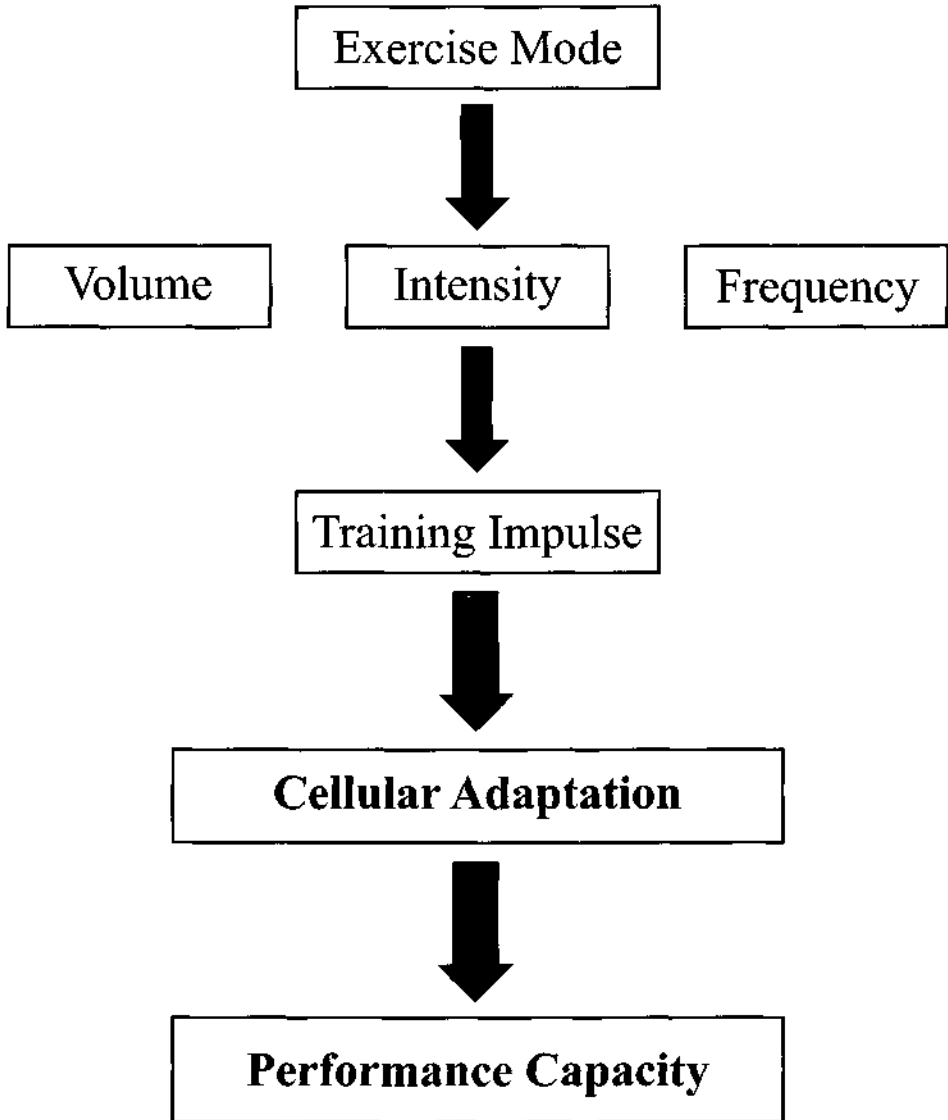 Exercise Mode
Volume
Intensity
Frequency
Training Impulse
Cellular Adaptation
Performance Capacity